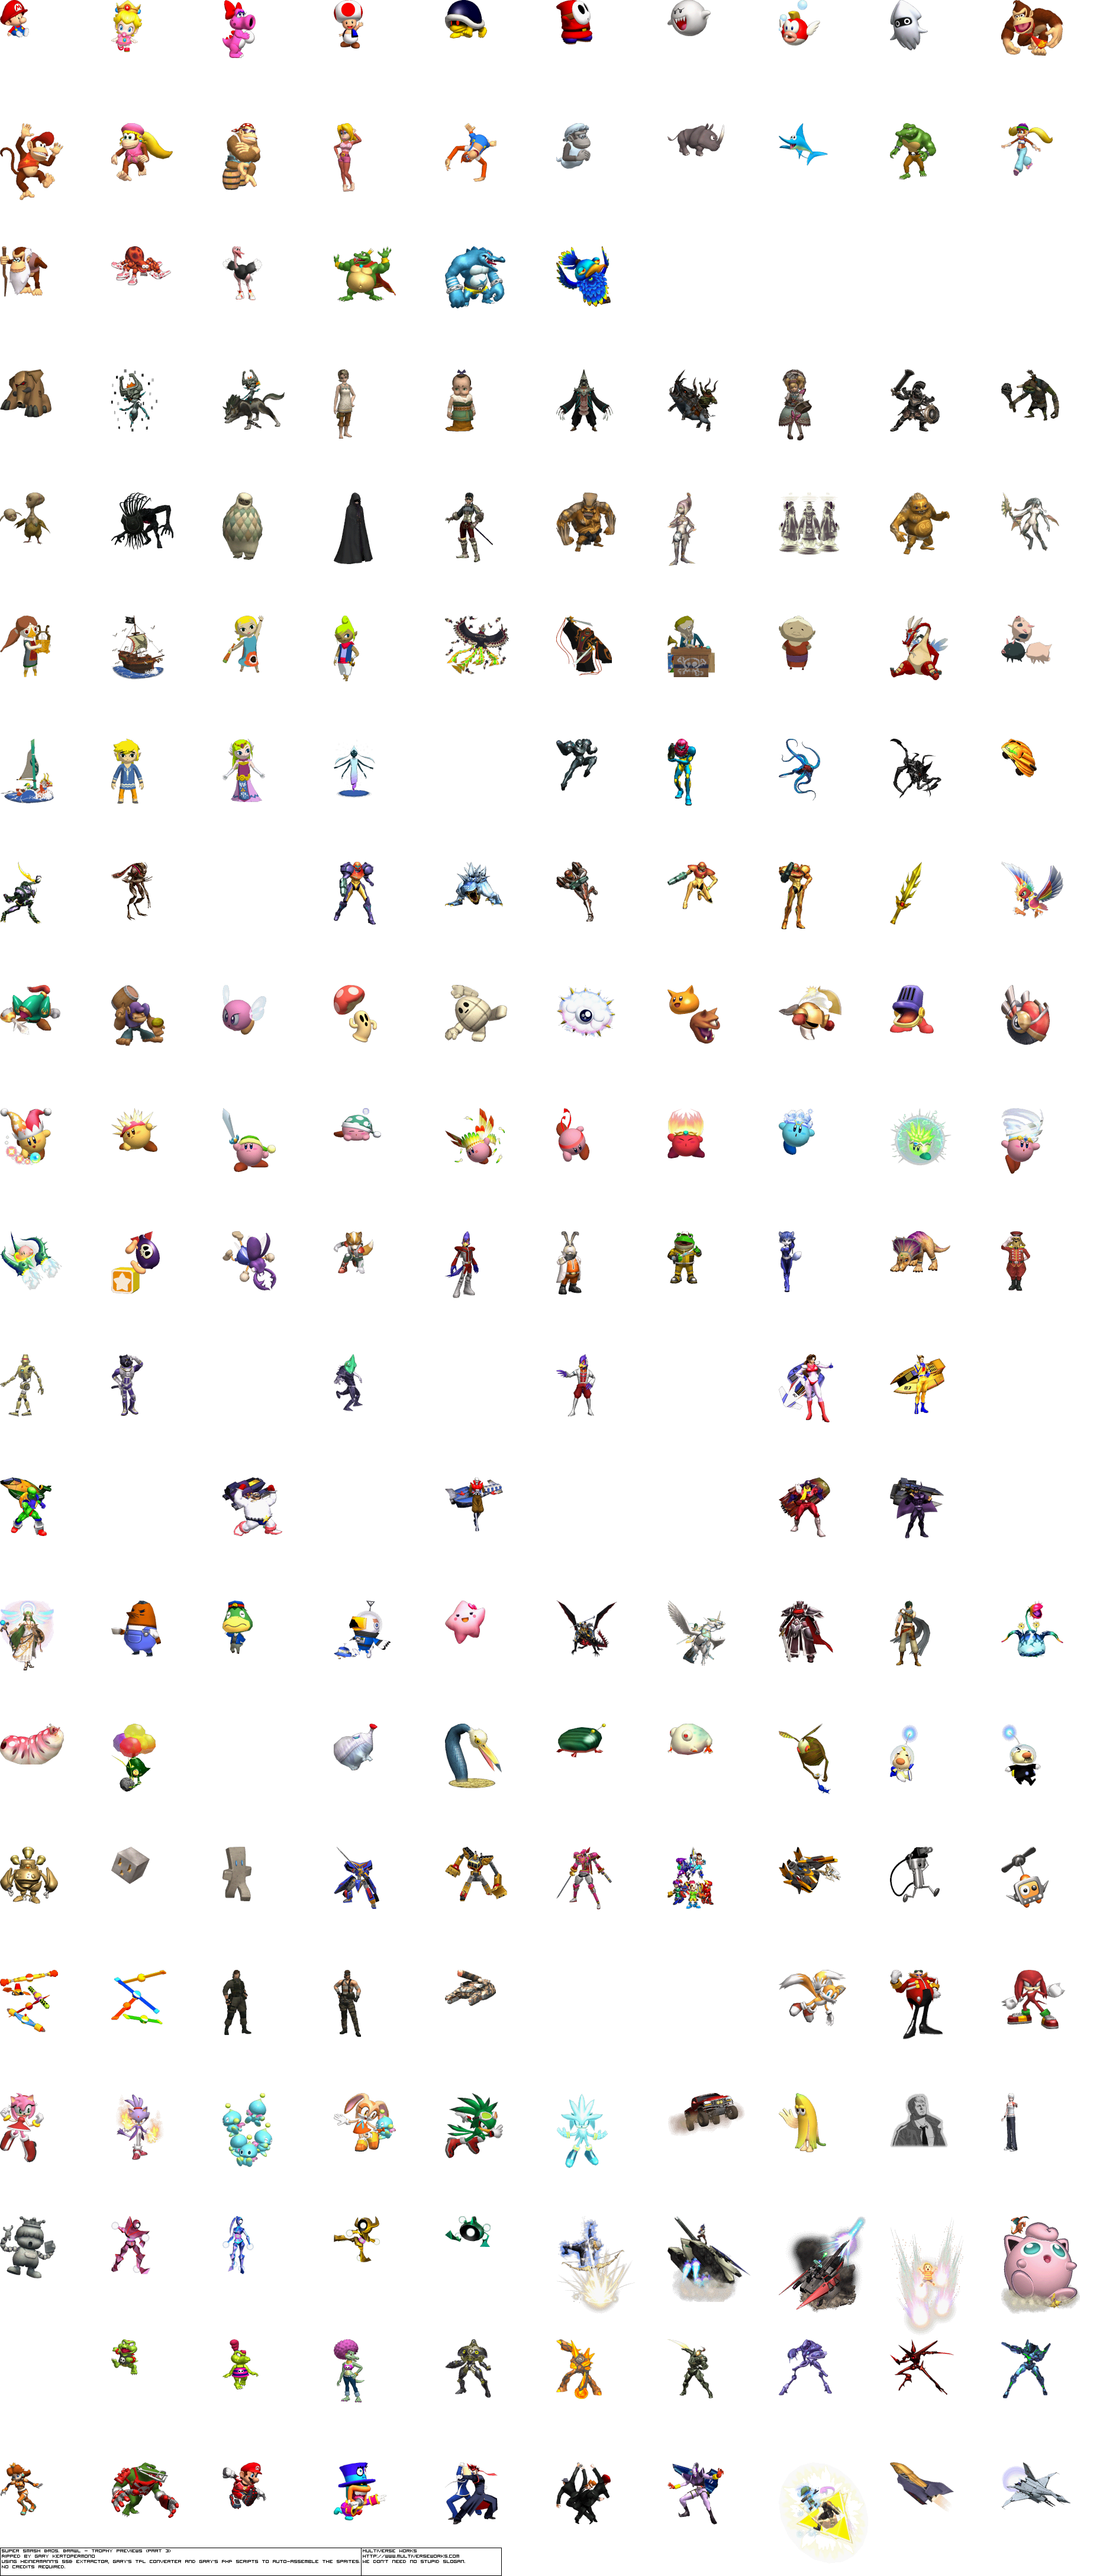 SUPER SMASH BROS. BRAWL - TROPHY PREVIEWS (PART 3)
RIPPED BY GARY KERTOPERMONO
USING HEINERMANN'S SSB EXTRACTOR, GARY'S TPL CONVERTER AND GARY'S PHP SCRIPTS TO AUTO-ASSEMBLE THE SPRITES.
NO CREDITS REQUIRED.
MULTIVERSE WORKS
HTTP://WWW.MULTIVERSEWORKS.COM
WE DON'T NEED NO STUPID SLOGAN.